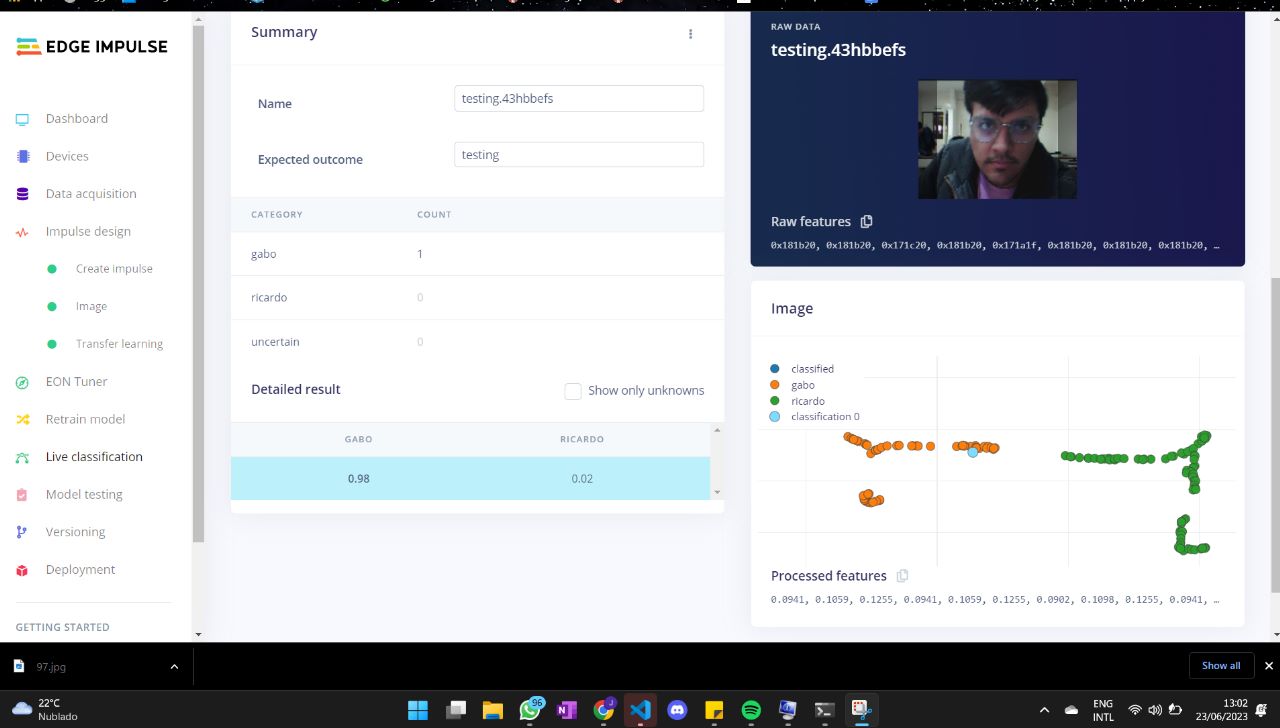 EDGE IMPULSE
Dashboard
Devices
Data acquisition
Impulse design
Create impulse
Image
Transfer learning
EON Tuner
Retrain model
Live classification
Model testing
Versioning
Deployment
GETTING STARTED
Summary
Name
testing.43hbbefs
Expected outcome
testing
CATEGORY COUNT
gabo 1
ricardo 0
uncertain 0
Detailed result
Show only unknowns
GABO RICARDO
0.98 0.02
RAW DATA
testing.43hbbefs
Raw features
0x181b20, 0x181b20, 0x171c20, 0x181b20, 0x171a1f, 0x181b20, 0x181b20, 0x181b20, …
Image
classified
gabo
ricardo
classification 0
Processed features
0.0941, 0.1059, 0.1255, 0.0941, 0.1059, 0.1255, 0.0902, 0.1098, 0.1255, 0.0941, …
97.jpg
Show all
22°C
Nublado
96
J
ENG
INTL
13:02
23/06/2023